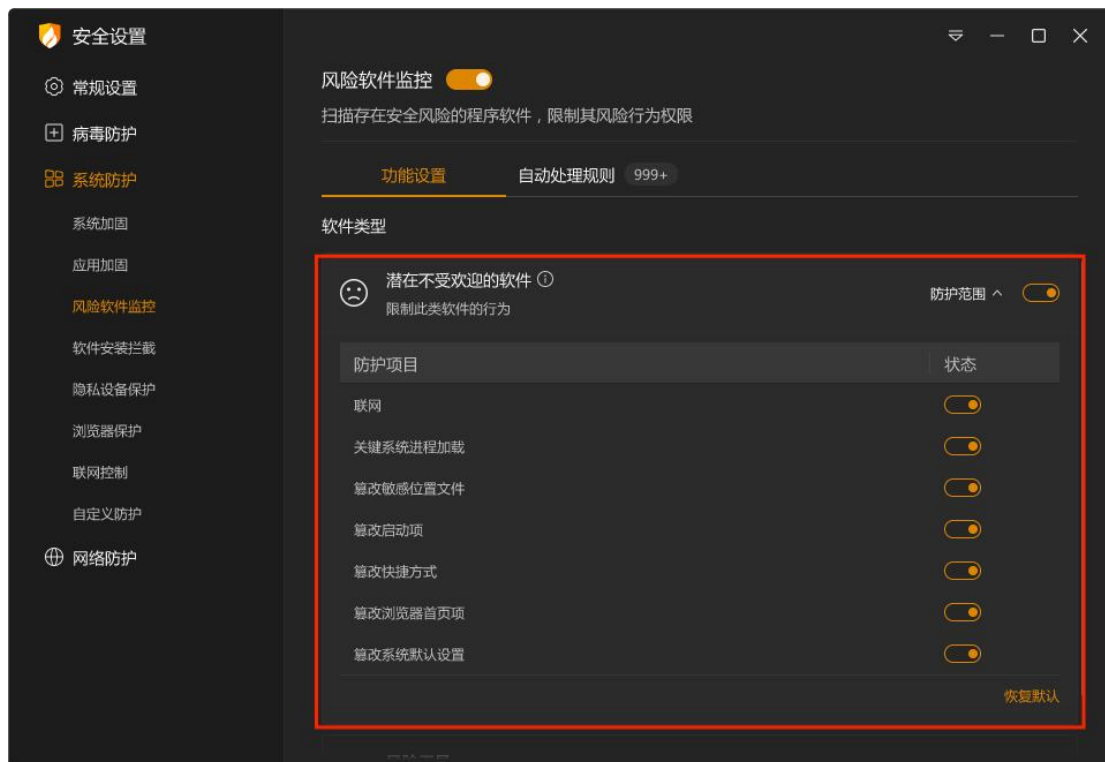 安全设置
常规设置
病毒防护
系统防护
系统加固
应用加固
风险软件监控
软件安装拦截
隐私设备保护
浏览器保护
联网控制
自定义防护
网络防护
风险软件监控
扫描存在安全风险的程序软件，限制其风险行为权限
功能设置 自动处理规则 999+
软件类型
潜在不受欢迎的软件
限制此类软件的行为
防护范围
防护项目 状态
联网
关键系统进程加载
篡改敏感位置文件
篡改启动项
篡改快捷方式
篡改浏览器首页项
篡改系统默认设置
恢复默认